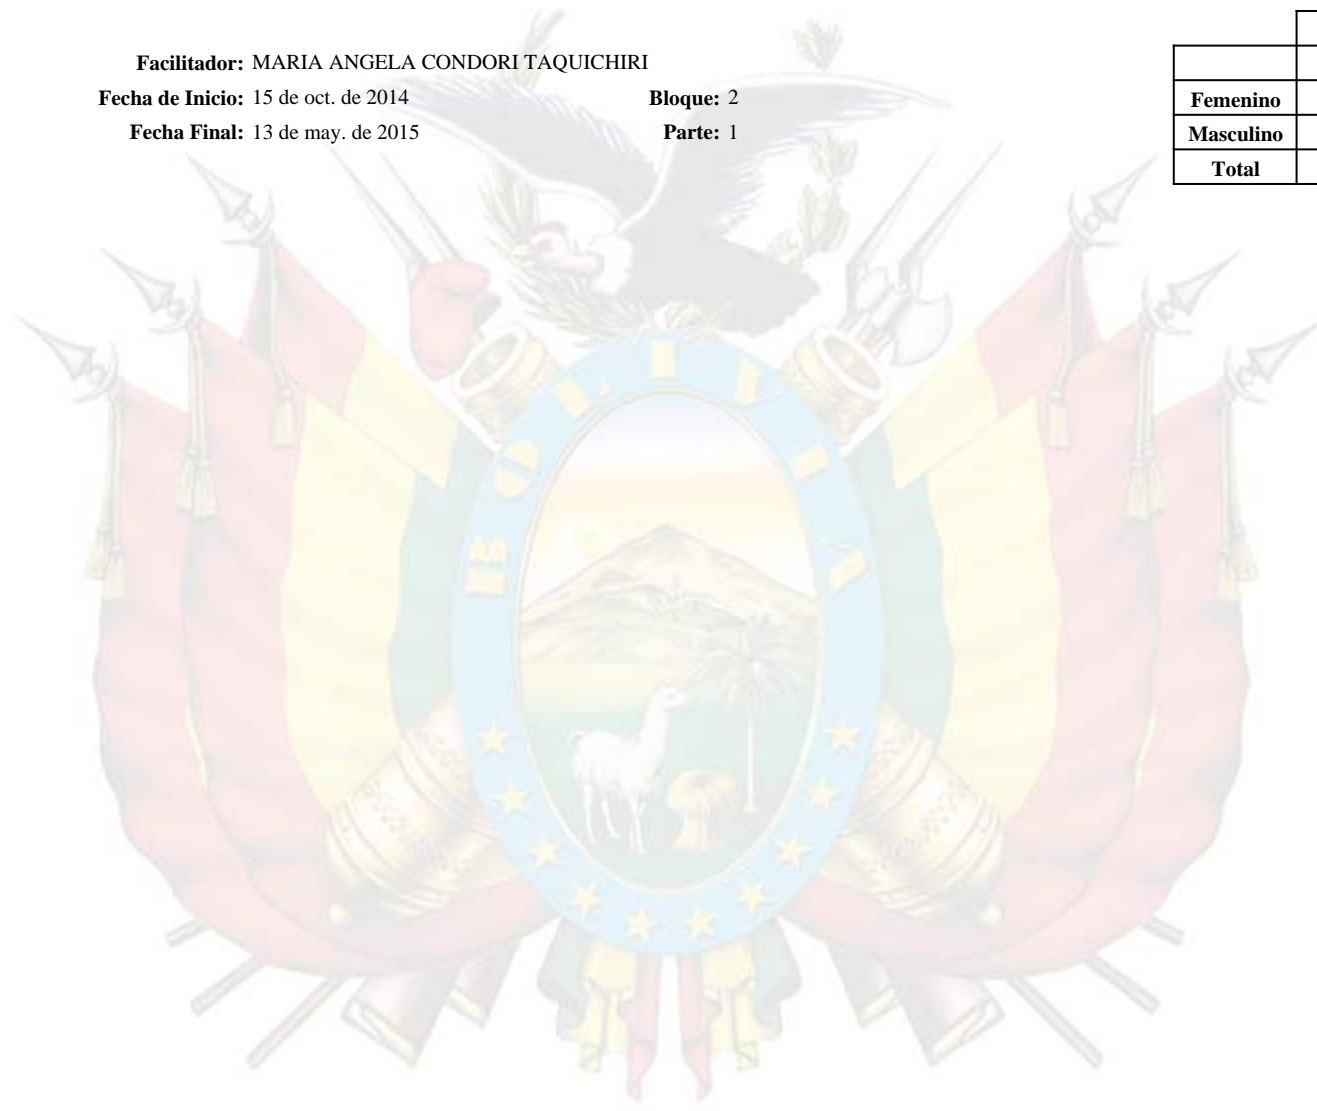 Facilitador: MARIA ANGELA CONDORI TAQUICHIRI
Fecha de Inicio: 15 de oct. de 2014 Bloque: 2
Fecha Final: 13 de may. de 2015 Parte: 1
Femenino
Masculino
Total
BOLIVIA